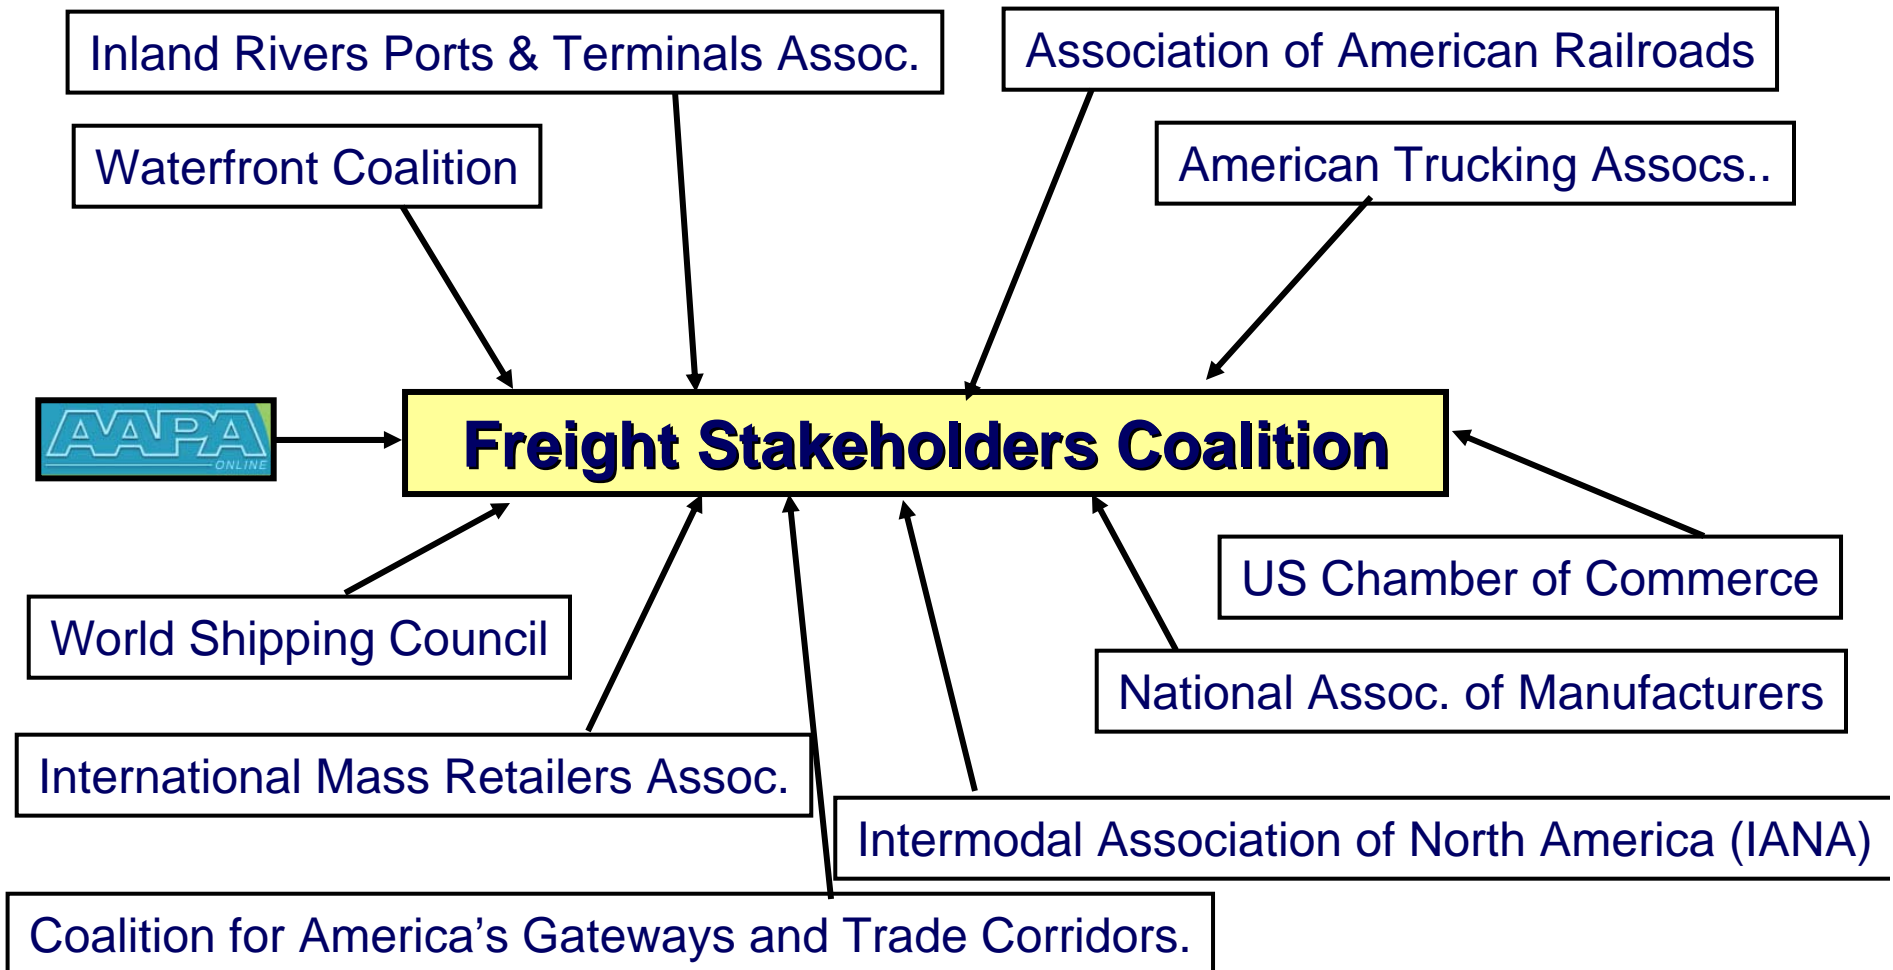 Inland Rivers Ports & Terminals Assoc.
Association of American Railroads
Waterfront Coalition
American Trucking Assocs..
AAPA
ONLINE
Freight Stakeholders Coalition
US Chamber of Commerce
World Shipping Council
National Assoc. of Manufacturers
International Mass Retailers Assoc.
Intermodal Association of North America (IANA)
Coalition for America’s Gateways and Trade Corridors.